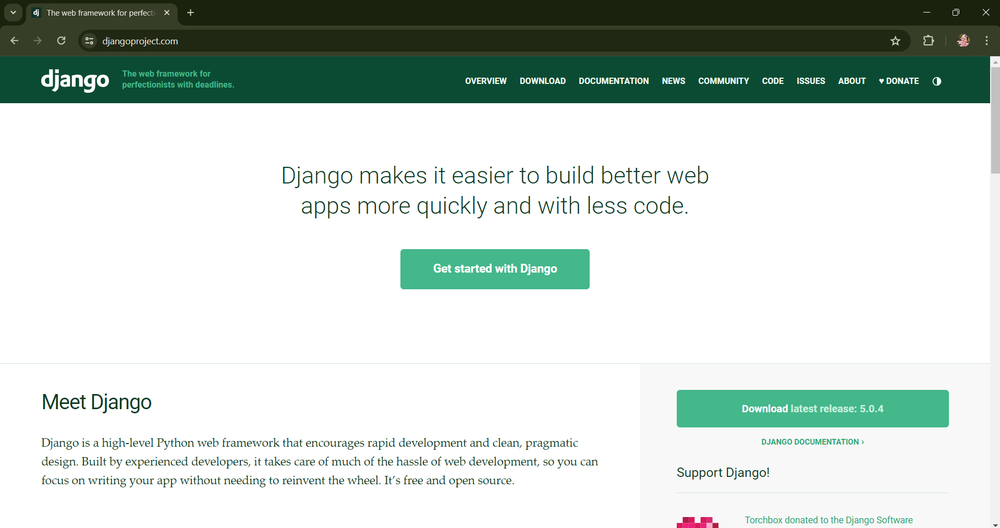 dj The web framework for perfecti
djangoproject.com
django
The web framework for
perfectionists with deadlines.
OVERVIEW DOWNLOAD DOCUMENTATION NEWS COMMUNITY CODE ISSUES ABOUT ♥ DONATE
Django makes it easier to build better web
apps more quickly and with less code.
Get started with Django
Meet Django
Django is a high-level Python web framework that encourages rapid development and clean, pragmatic
design. Built by experienced developers, it takes care of much of the hassle of web development, so you can
focus on writing your app without needing to reinvent the wheel. It’s free and open source.
Download latest release: 5.0.4
DJANGO DOCUMENTATION ›
Support Django!
Torchbox donated to the Django Software